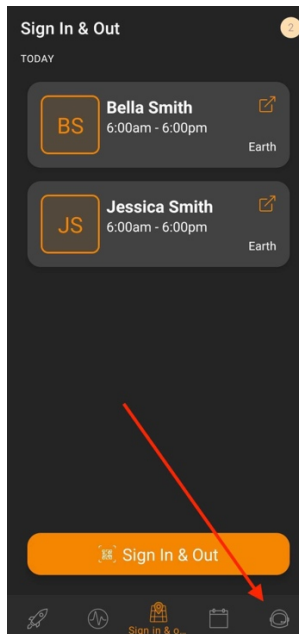 Sign In & Out
2
TODAY
BS
Bella Smith
6:00am - 6:00pm
Earth
JS
Jessica Smith
6:00am - 6:00pm
Earth
Sign In & Out
Sign in & o...